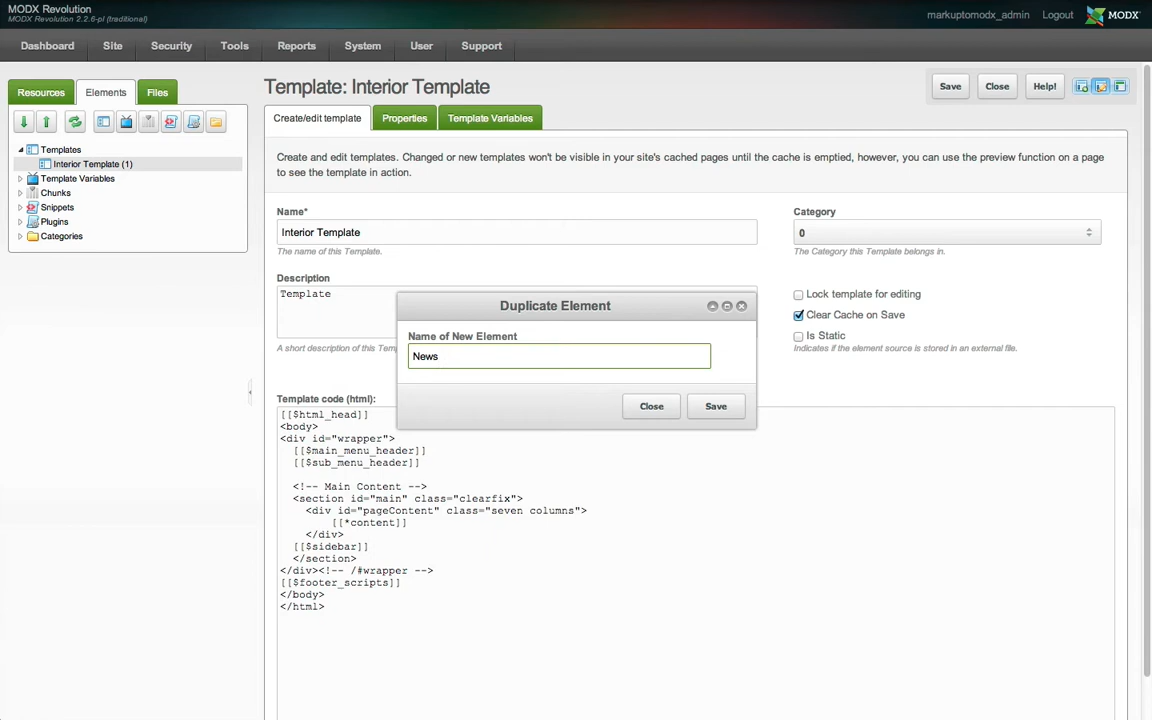 MODX Revolution
MODX Revolution 2.2.6-pl (traditional)
markuptomodx_admin
Logout
MODX
Dashboard
Site
Security
Tools
Reports
System
User
Support
Resources
Elements
Files
Template: Interior Template
Save
Close
Help!
Create/edit template
Properties
Template Variables
Templates
Interior Template (1)
Template Variables
Chunks
Snippets
Plugins
Categories
Create and edit templates. Changed or new templates won't be visible in your site's cached pages until the cache is emptied, however, you can use the preview function on a page
to see the template in action.
Name*
Interior Template
The name of this Template.
Category
0
The Category this Template belongs in.
Description
Template
A short description of this Tem
Lock template for editing
Clear Cache on Save
Is Static
Indicates if the element source is stored in an external file.
Duplicate Element
Name of New Element
News
Close
Save
Template code (html):
[[$html_head]]
<body>
<div id="wrapper">
[[$main_menu_header]]
[[$sub_menu_header]]
<!-- Main Content -->
<section id="main" class="clearfix">
<div id="pageContent" class="seven columns">
[[*content]]
</div>
[[$sidebar]]
</section>
</div><!-- /#wrapper -->
[[$footer_scripts]]
</body>
</html>